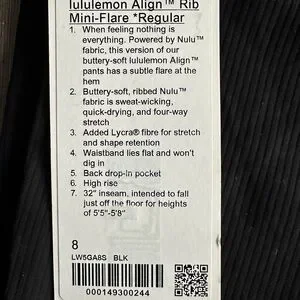 lululemon Align™ Rib
Mini-Flare *Regular
1. When feeling nothing is
everything. Powered by Nulu™
fabric, this version of our
buttery-soft lululemon Align™
pants has a subtle flare at the
hem
2. Buttery-soft, ribbed Nulu™
fabric is sweat-wicking,
quick-drying, and four-way
stretch
3. Added Lycra® fibre for stretch
and shape retention
4. Waistband lies flat and won't
dig in
5. Back drop-in pocket
6. High rise
7. 32" inseam, intended to fall
just off the floor for heights
of 5'5"-5'8"
8
LW5GA8S BLK
000149300244